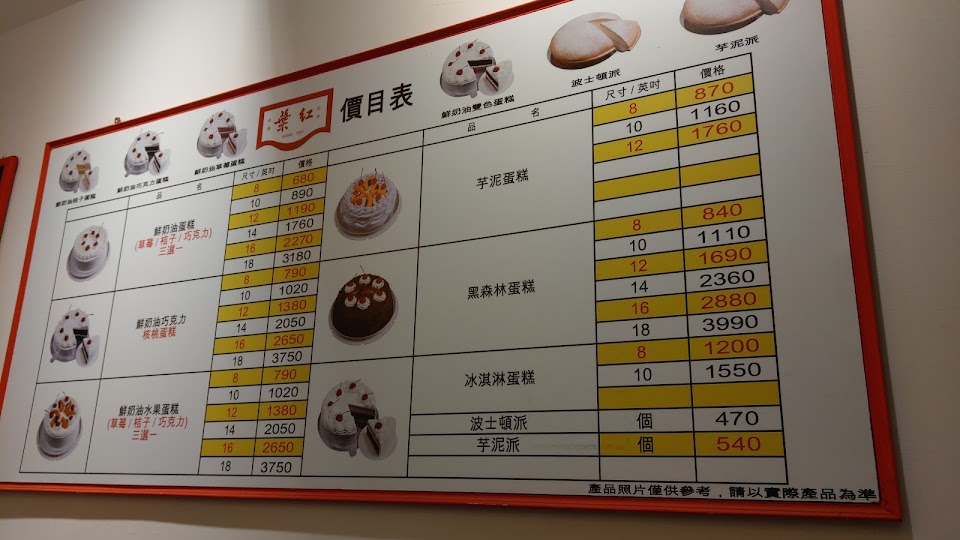 葉紅
價目表
鮮奶油桔子蛋糕
鮮奶油巧克力蛋糕
鮮奶油草莓蛋糕
鮮奶油雙色蛋糕
波士頓派
芋泥派
品 名 尺寸/英吋 價格
鮮奶油蛋糕
(草莓/桔子/巧克力)
三選一
8 680
10 890
12 1190
14 1760
16 2270
18 3180
鮮奶油巧克力
核桃蛋糕
8 790
10 1020
12 1380
14 2050
16 2650
18 3750
鮮奶油水果蛋糕
(草莓/桔子/巧克力)
三選一
8 790
10 1020
12 1380
14 2050
16 2650
18 3750
品 名 尺寸/英吋 價格
芋泥蛋糕
8 870
10 1160
12 1760
黑森林蛋糕
8 840
10 1110
12 1690
14 2360
16 2880
18 3990
冰淇淋蛋糕
8 1200
10 1550
波士頓派 個 470
芋泥派 個 540
產品照片僅供參考，請以實際產品為準